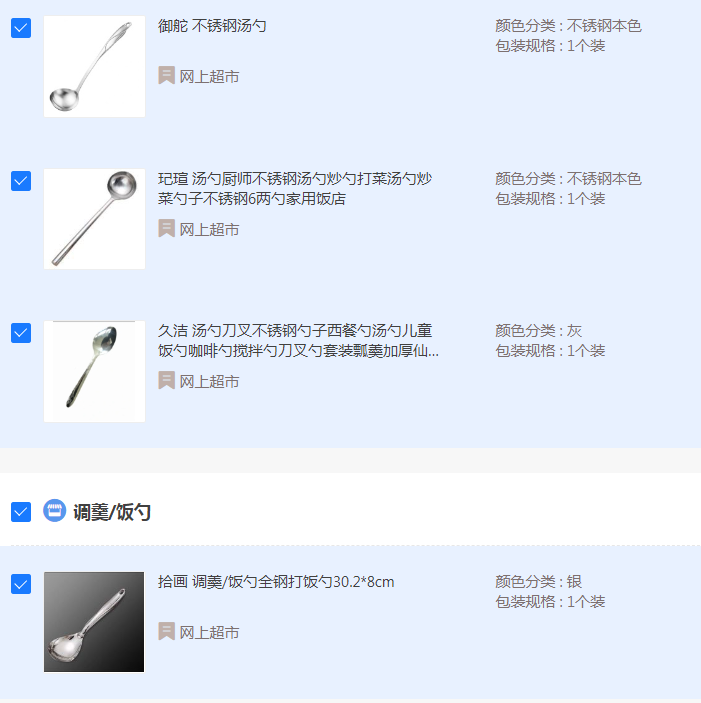 御舵 不锈钢汤勺
颜色分类 : 不锈钢本色
包装规格 : 1个装
网上超市
玘瑄 汤勺厨师不锈钢汤勺炒勺打菜汤勺炒
菜勺子不锈钢6两勺家用饭店
颜色分类 : 不锈钢本色
包装规格 : 1个装
网上超市
久洁 汤勺刀叉不锈钢勺子西餐勺汤勺儿童
饭勺咖啡勺搅拌勺刀叉勺套装瓢羹加厚仙...
颜色分类 : 灰
包装规格 : 1个装
网上超市
调羹/饭勺
拾画 调羹/饭勺全钢打饭勺30.2*8cm
颜色分类 : 银
包装规格 : 1个装
网上超市